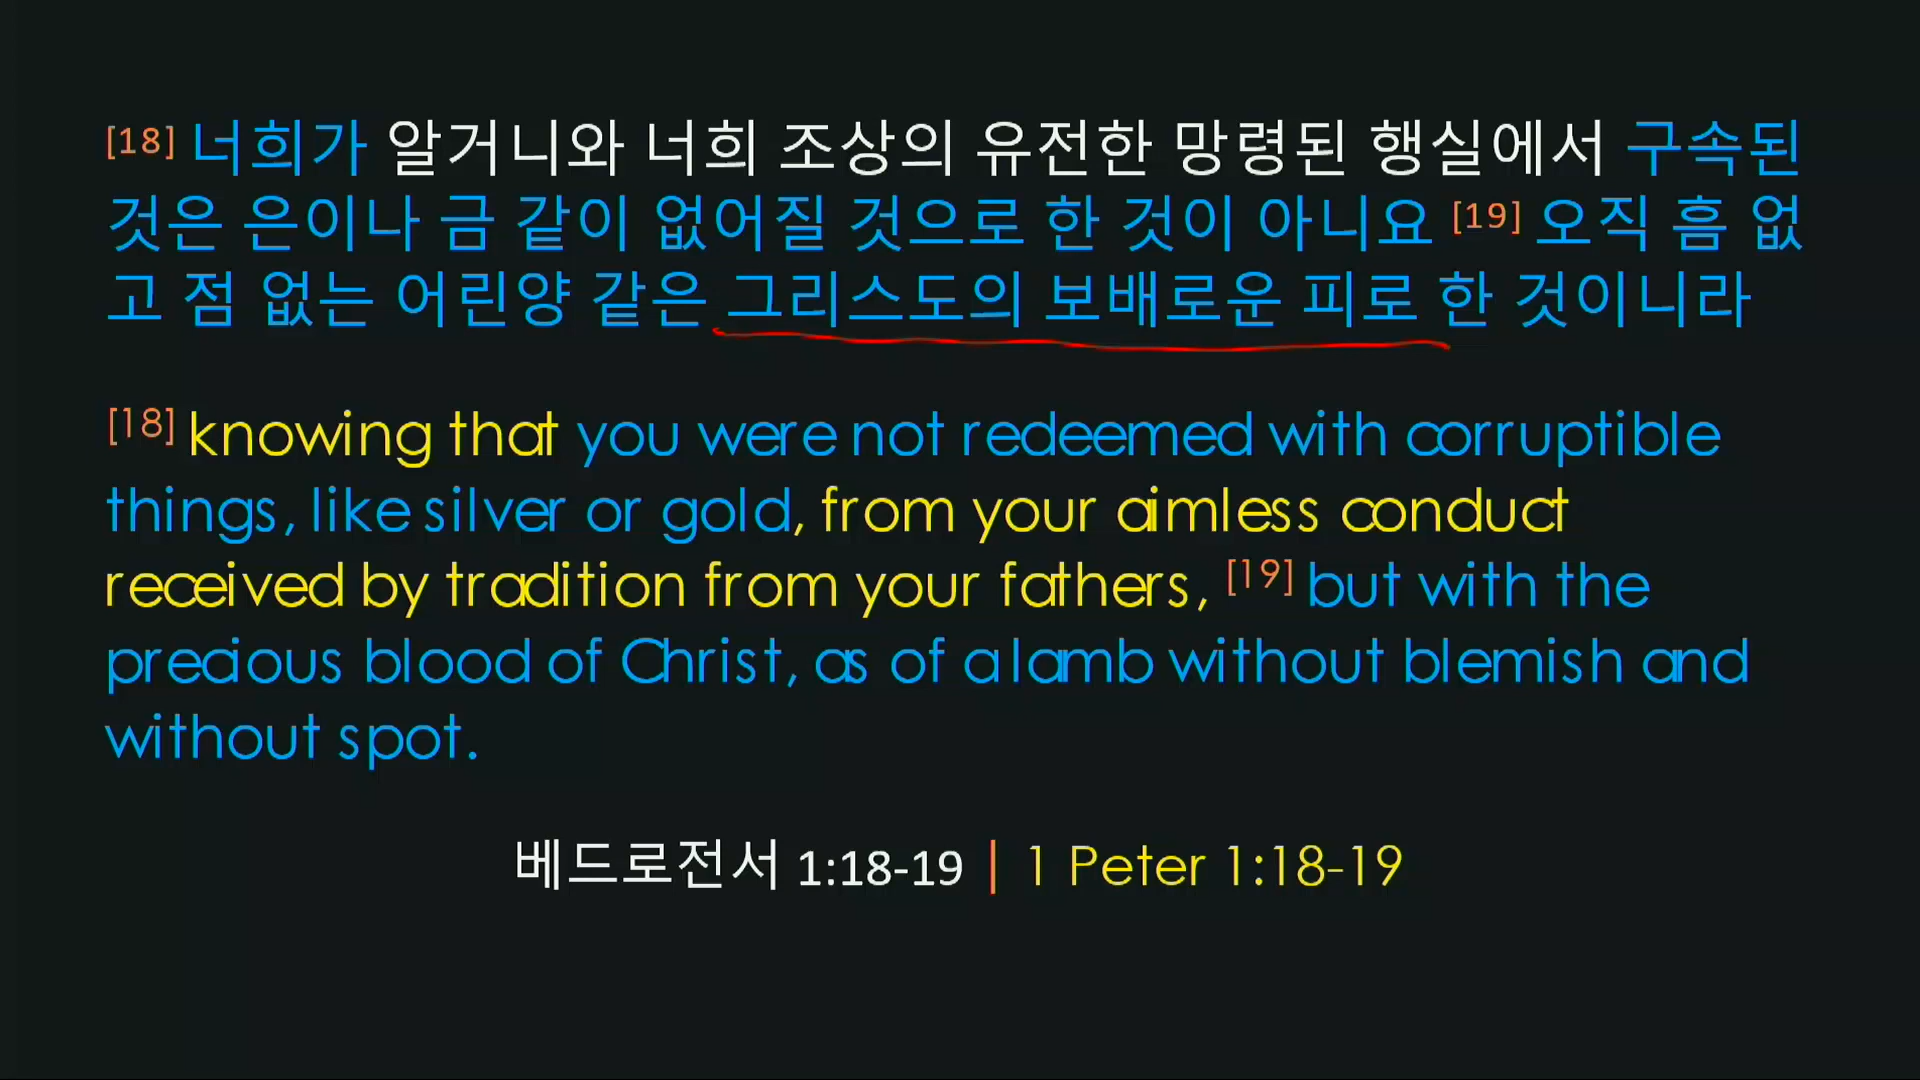 [18] 너희가 알거니와 너희 조상의 유전한 망령된 행실에서 구속된
것은 은이나 금 같이 없어질 것으로 한 것이 아니요 [19] 오직 흠 없
고 점 없는 어린양 같은 그리스도의 보배로운 피로 한 것이니라
[18] knowing that you were not redeemed with corruptible
things, like silver or gold, from your aimless conduct
received by tradition from your fathers, [19] but with the
precious blood of Christ, as of a lamb without blemish and
without spot.
베드로전서 1:18-19 | 1 Peter 1:18-19